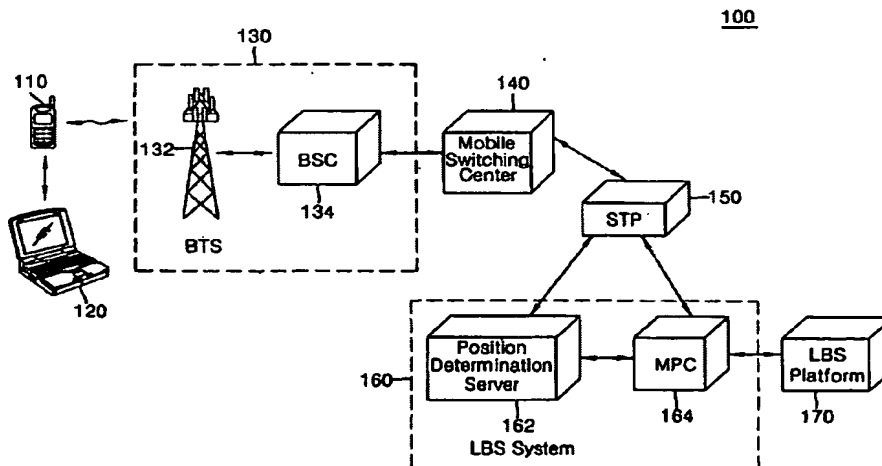 100
130
110
140
132
BSC
Mobile
Switching
Center
134
150
STP
BTS
120
Position
Determination
Server
MPC
LBS
Platform
160
162
164
170
LBS System